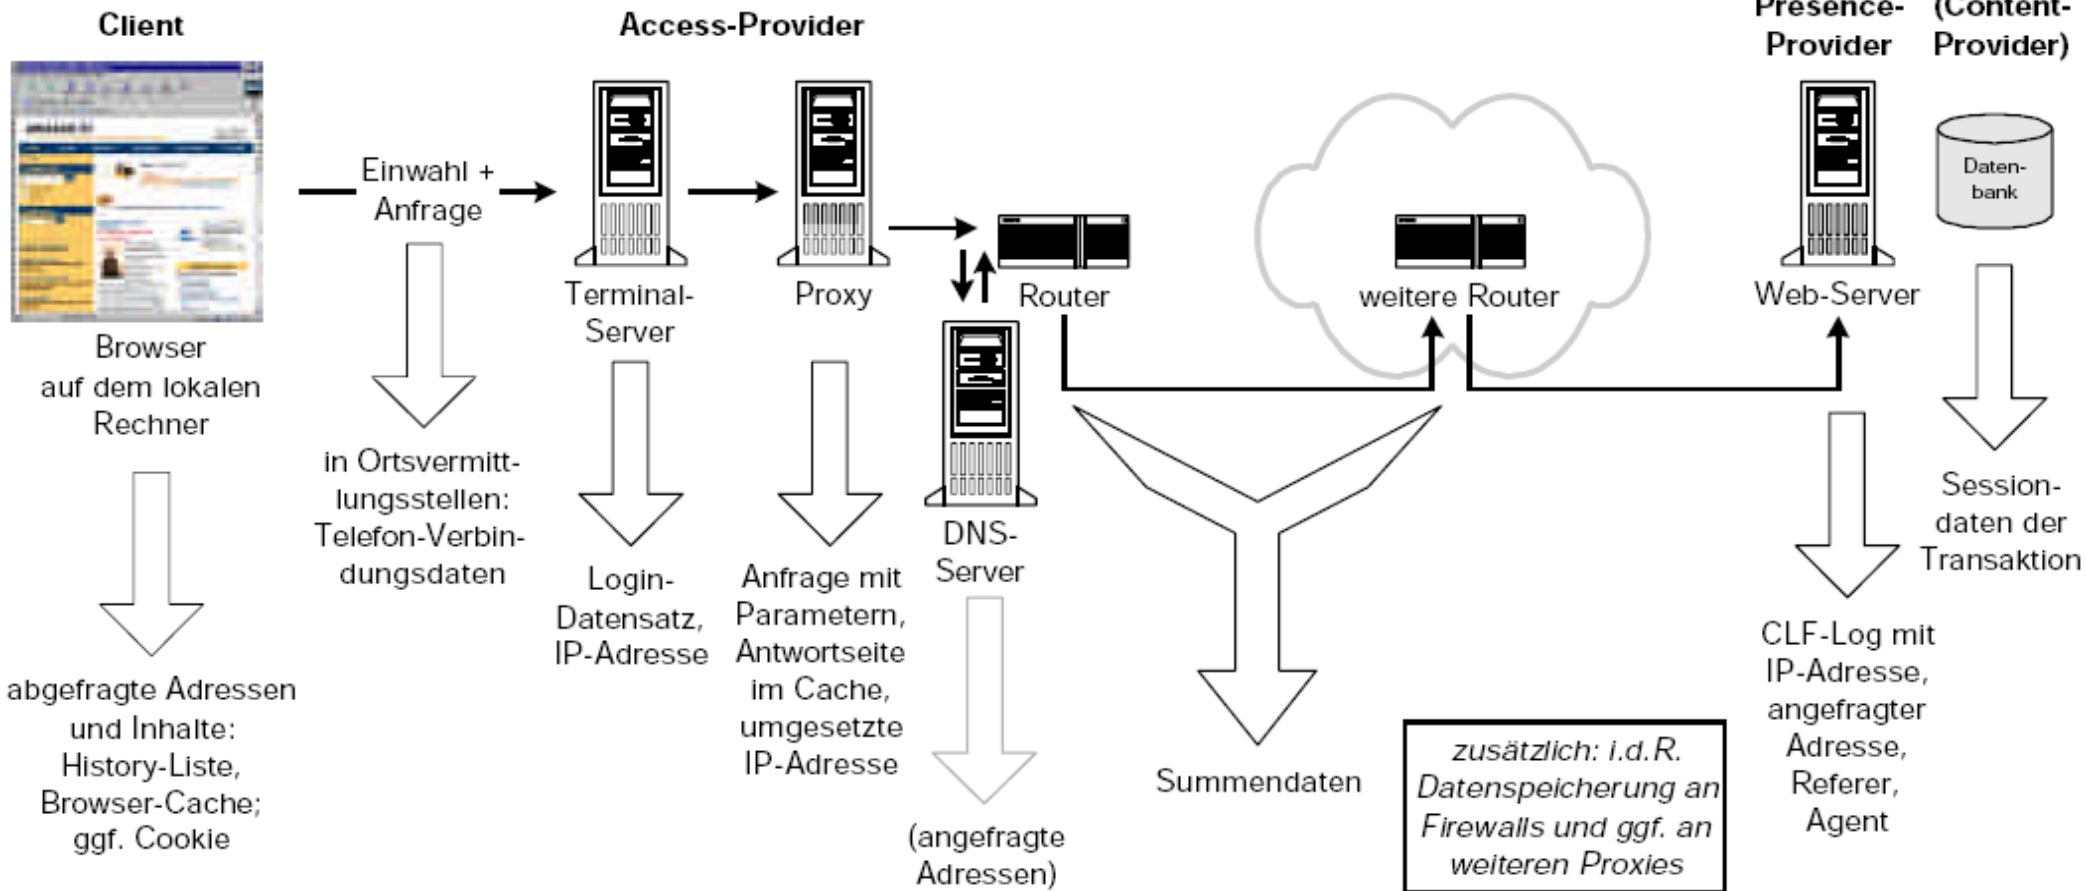 Client
Access-Provider
Presence-
Provider
(Content-
Provider)
Einwahl +
Anfrage
Daten-
bank
Terminal-
Server
Proxy
Router
weitere Router
Web-Server
Browser
auf dem lokalen
Rechner
in Ortsvermitt-
lungsstellen:
Telefon-Verbin-
dungsdaten
DNS-
Server
Session-
daten der
Transaktion
Login-
Datensatz,
IP-Adresse
Anfrage mit
Parametern,
Antwortseite
im Cache,
umgesetzte
IP-Adresse
CLF-Log mit
IP-Adresse,
angefragter
Adresse,
Referer,
Agent
abgefragte Adressen
und Inhalte:
History-Liste,
Browser-Cache;
ggf. Cookie
Summendaten
(angefragte
Adressen)
zusätzlich: i.d.R.
Datenspeicherung an
Firewalls und ggf. an
weiteren Proxies